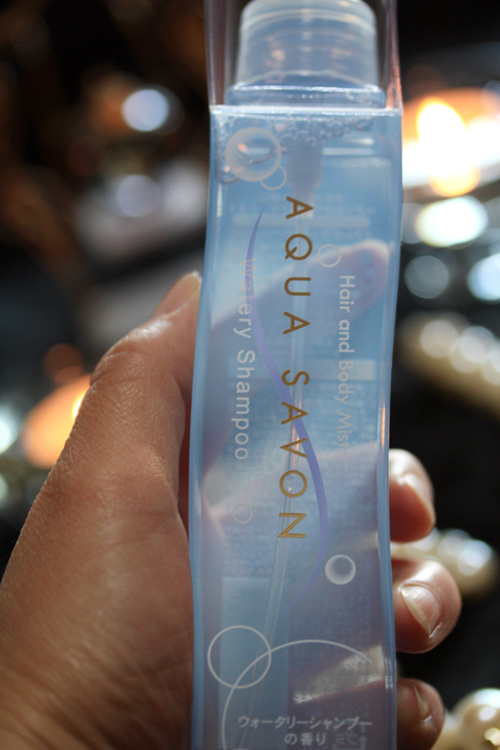 AQUA SAVON
Hair and Body Mist
Watery Shampoo
ウォータリーシャンプー
の香り